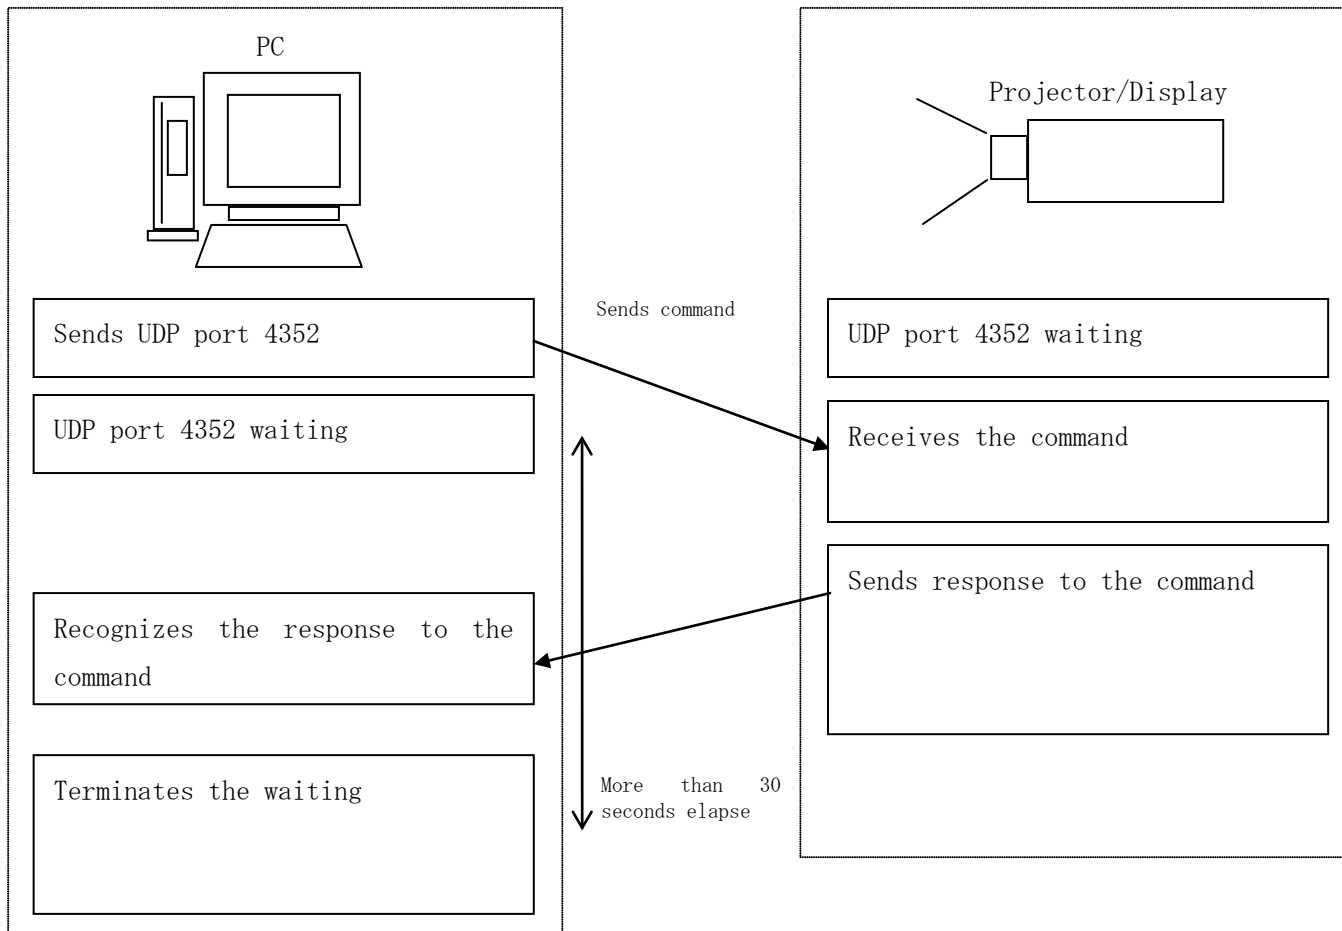 PC
Projector/Display
Sends UDP port 4352
Sends command
UDP port 4352 waiting
UDP port 4352 waiting
Receives the command
Sends response to the command
Recognizes the response to the
command
Terminates the waiting
More than 30
seconds elapse